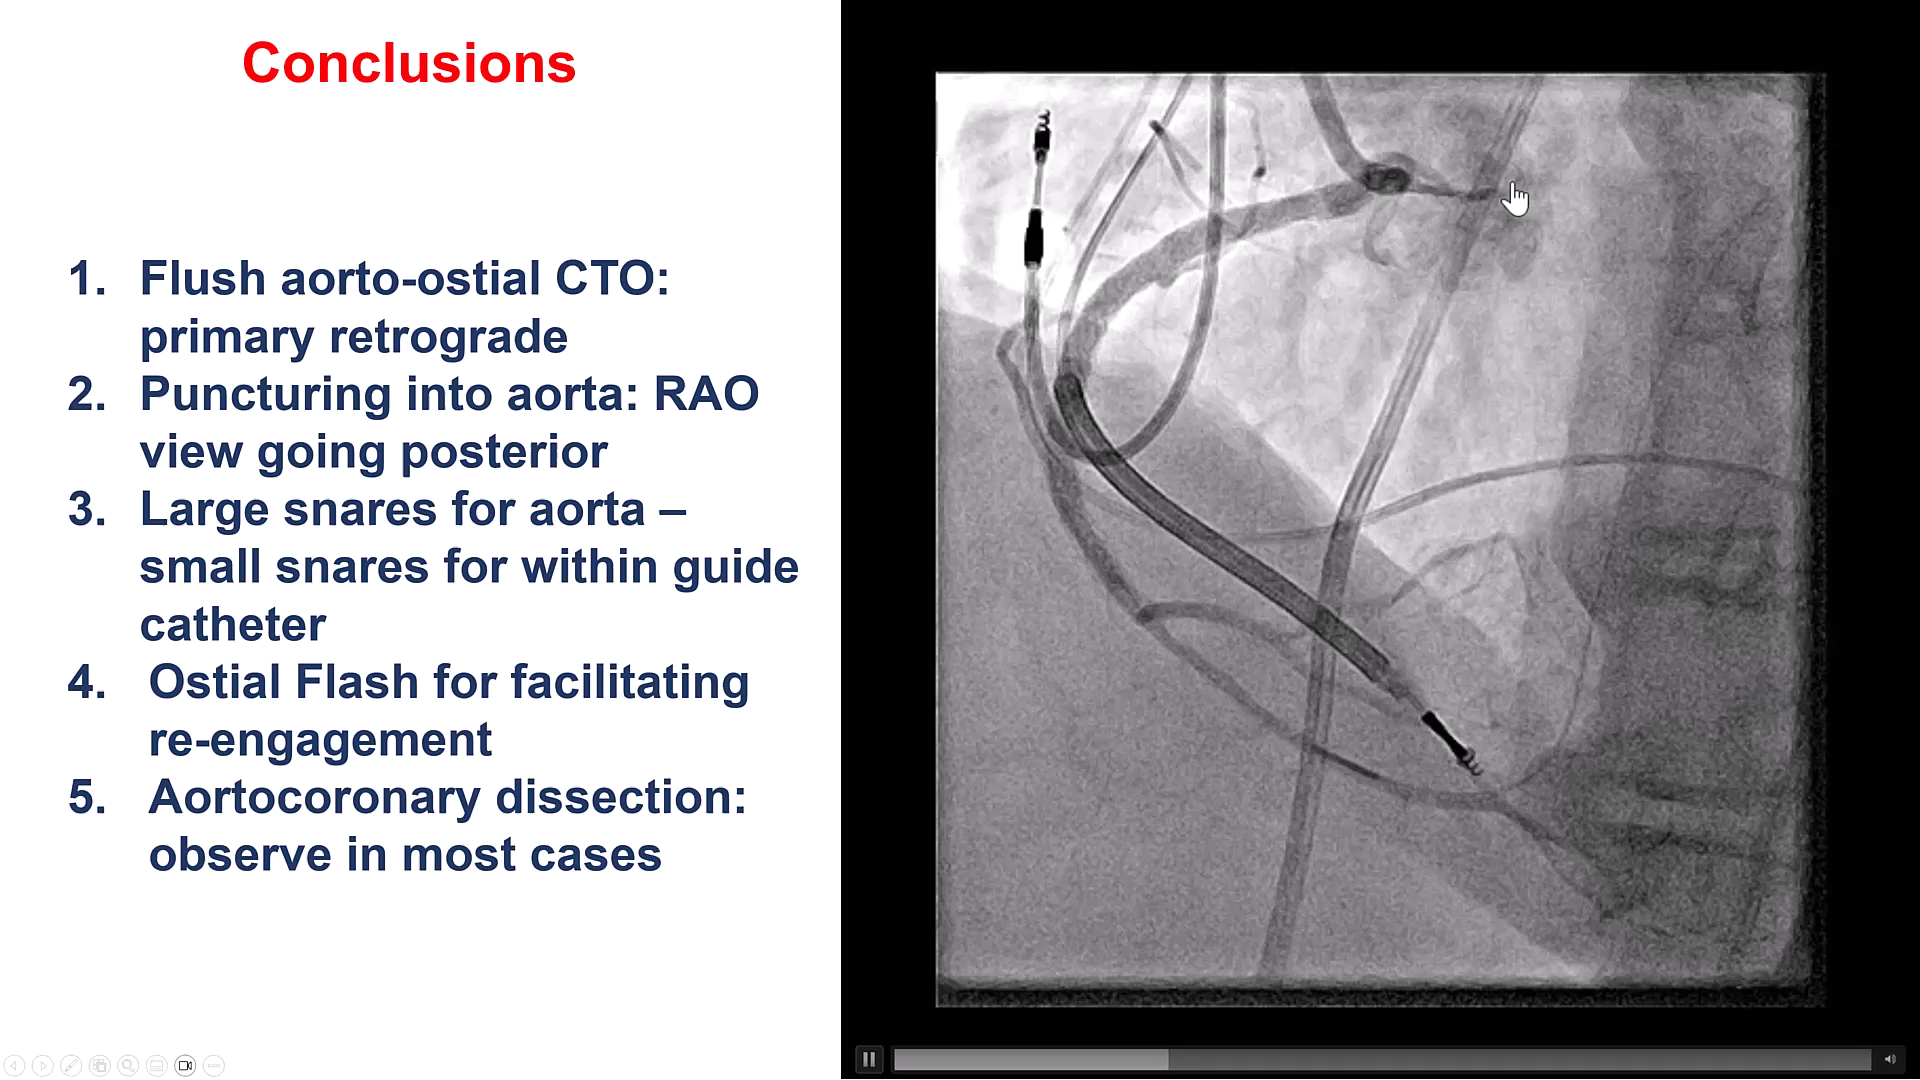 Conclusions
1. Flush aorto-ostial CTO:
primary retrograde
2. Puncturing into aorta: RAO
view going posterior
3. Large snares for aorta –
small snares for within guide
catheter
4. Ostial Flash for facilitating
re-engagement
5. Aortocoronary dissection:
observe in most cases